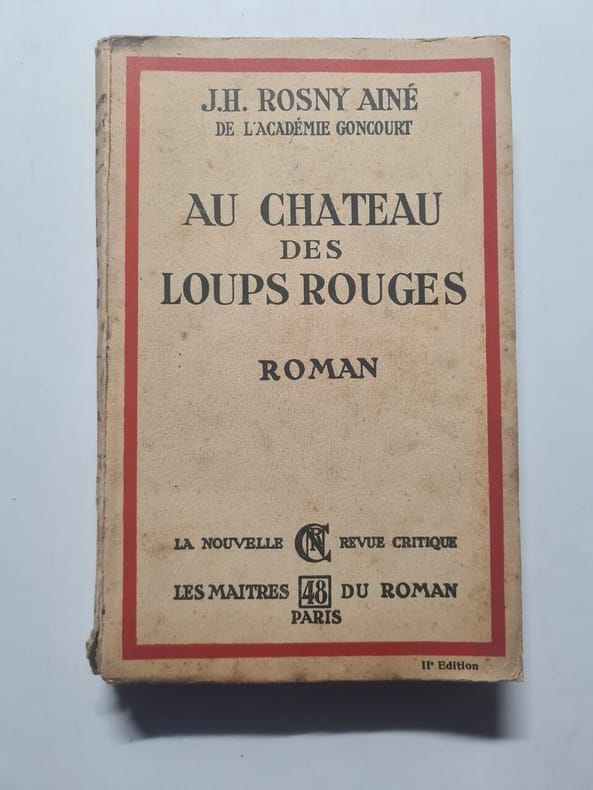 J.H. ROSNY AINÉ
DE L'ACADÉMIE GONCOURT
AU CHATEAU
DES
LOUPS ROUGES
ROMAN
LA NOUVELLE CRN REVUE CRITIQUE
LES MAITRES 48 DU ROMAN
PARIS
IIe Edition